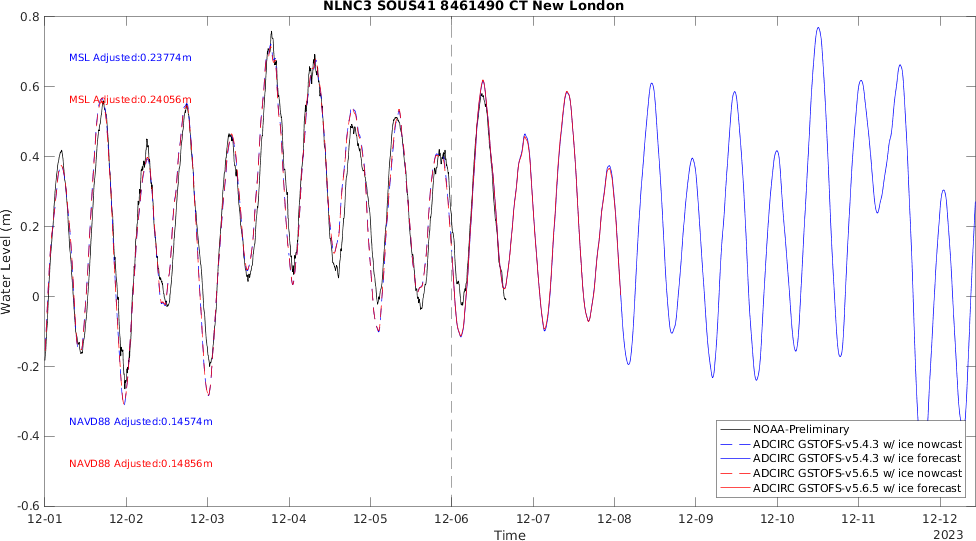 NLNC3 SOUS41 8461490 CT New London
0.8
0.6
0.4
0.2
0
-0.2
-0.4
-0.6
Water Level (m)
MSL Adjusted:0.23774m
MSL Adjusted:0.24056m
NAVD88 Adjusted:0.14574m
NAVD88 Adjusted:0.14856m
NOAA-Preliminary
ADCIRC GSTOFS-v5.4.3 w/ ice nowcast
ADCIRC GSTOFS-v5.4.3 w/ ice forecast
ADCIRC GSTOFS-v5.6.5 w/ ice nowcast
ADCIRC GSTOFS-v5.6.5 w/ ice forecast
12-01 12-02 12-03 12-04 12-05 12-06 12-07 12-08 12-09 12-10 12-11 12-12
2023
Time